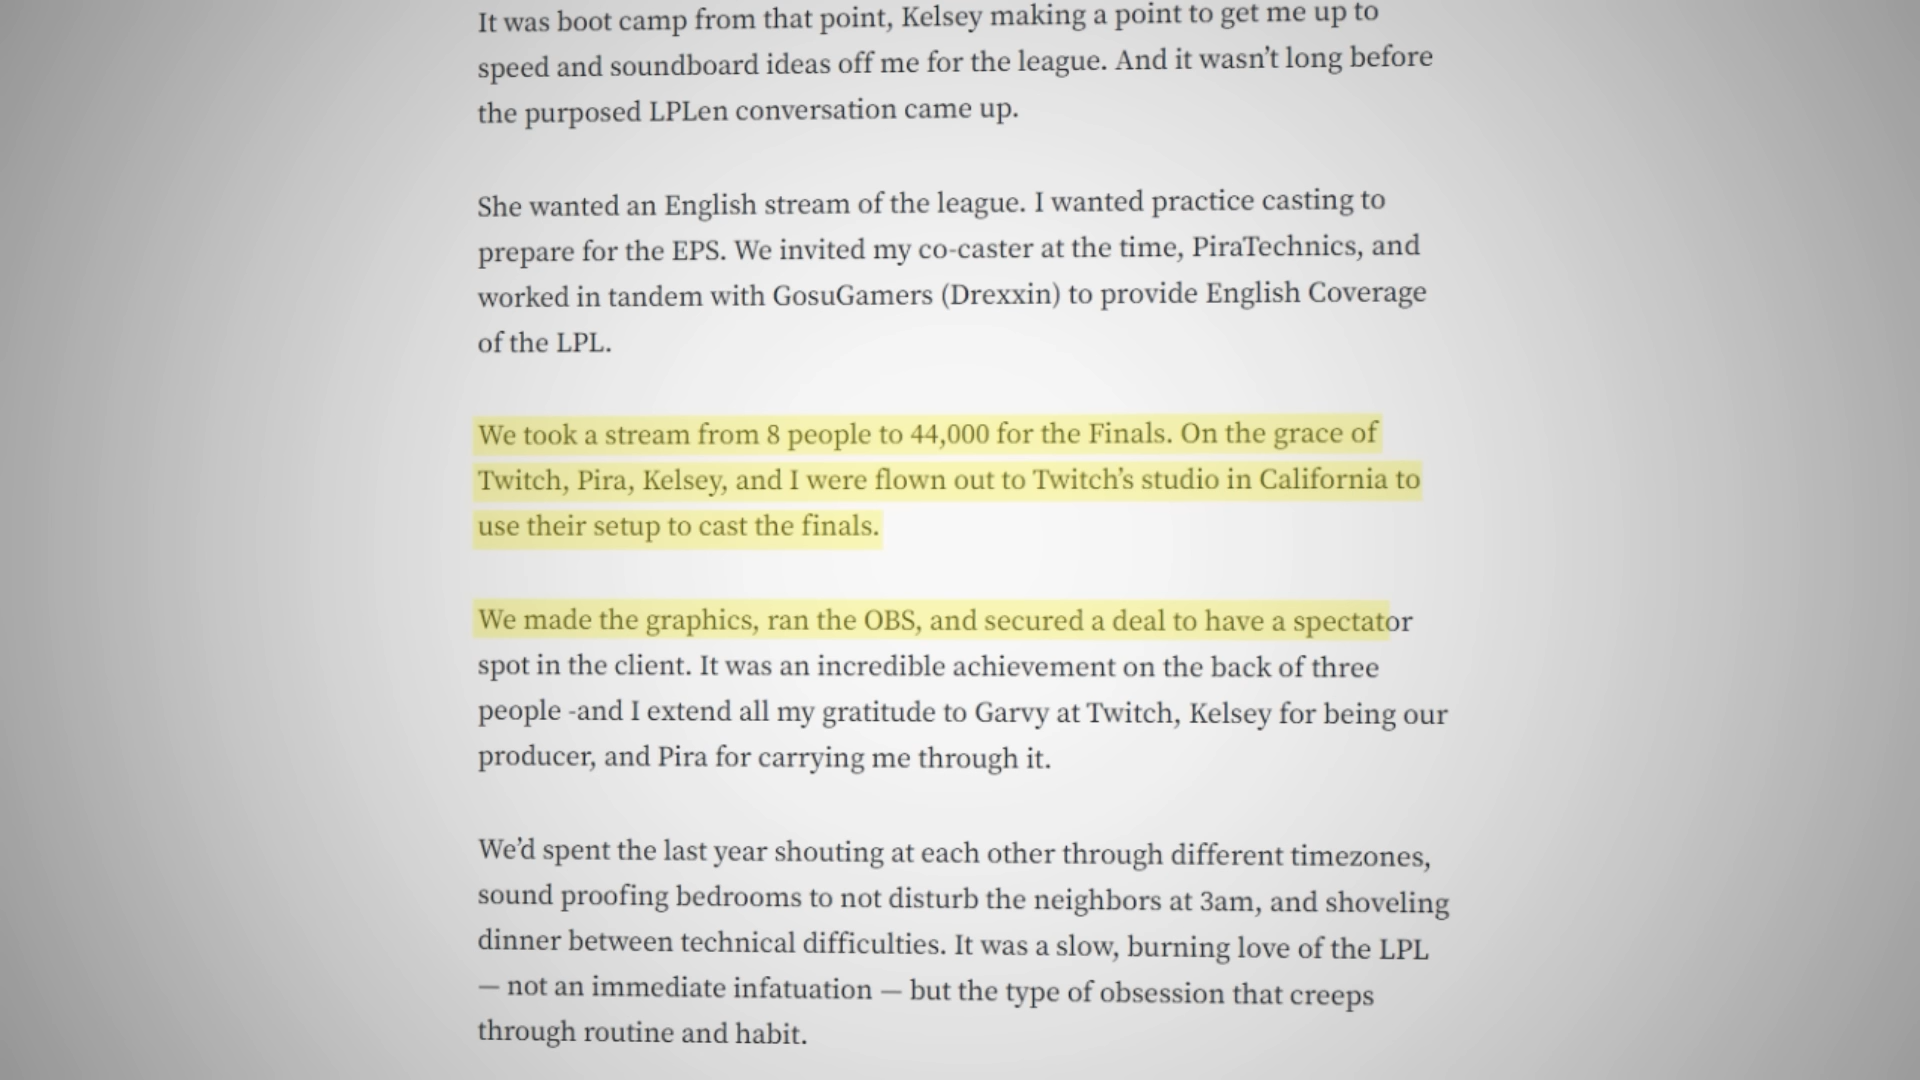 It was boot camp from that point, Kelsey making a point to get me up to
speed and soundboard ideas off me for the league. And it wasn’t long before
the purposed LPLen conversation came up.
She wanted an English stream of the league. I wanted practice casting to
prepare for the EPS. We invited my co-caster at the time, PiraTechnics, and
worked in tandem with GosuGamers (Drexxin) to provide English Coverage
of the LPL.
We took a stream from 8 people to 44,000 for the Finals. On the grace of
Twitch, Pira, Kelsey, and I were flown out to Twitch’s studio in California to
use their setup to cast the finals.
We made the graphics, ran the OBS, and secured a deal to have a spectator
spot in the client. It was an incredible achievement on the back of three
people -and I extend all my gratitude to Garvy at Twitch, Kelsey for being our
producer, and Pira for carrying me through it.
We’d spent the last year shouting at each other through different timezones,
sound proofing bedrooms to not disturb the neighbors at 3am, and shoveling
dinner between technical difficulties. It was a slow, burning love of the LPL
— not an immediate infatuation — but the type of obsession that creeps
through routine and habit.